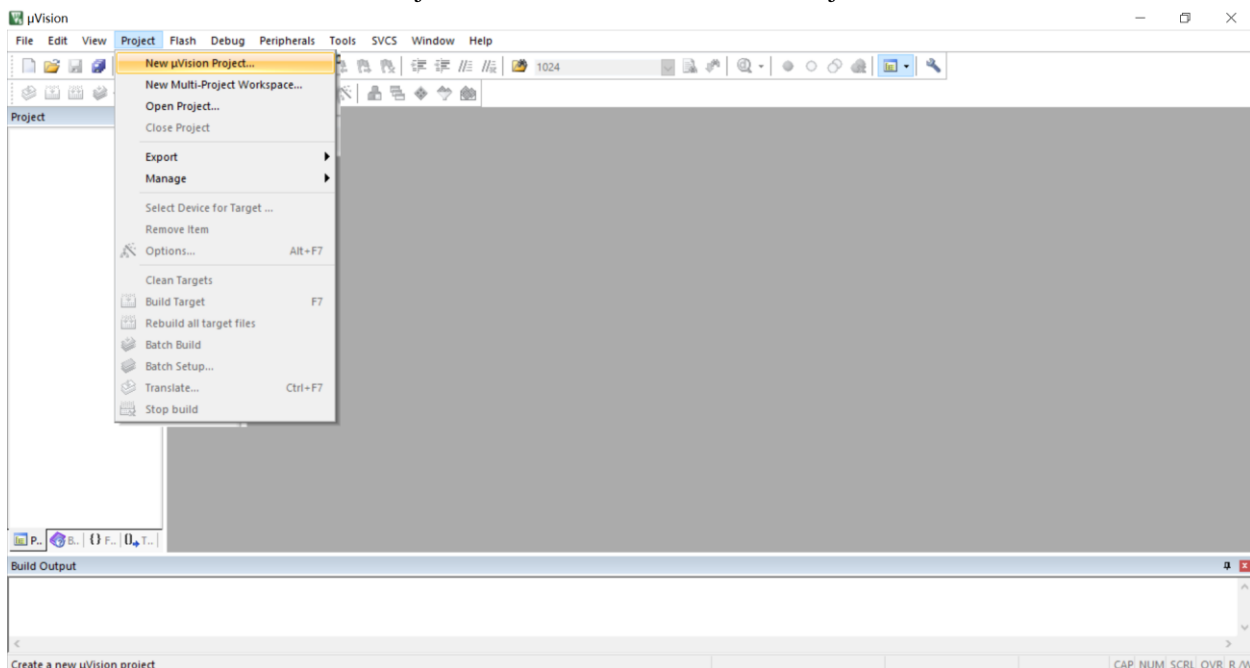 µVision
File Edit View Project Flash Debug Peripherals Tools SVCS Window Help
New µVision Project...
1024
New Multi-Project Workspace...
Project
Open Project...
Close Project
Export
Manage
Select Device for Target ...
Remove Item
Options... Alt+F7
Clean Targets
Build Target F7
Rebuild all target files
Batch Build
Batch Setup...
Translate... Ctrl+F7
Stop build
P... B... {} F... 0 T...
Build Output
Create a new µVision project
CAP NUM SCRL OVR R/W